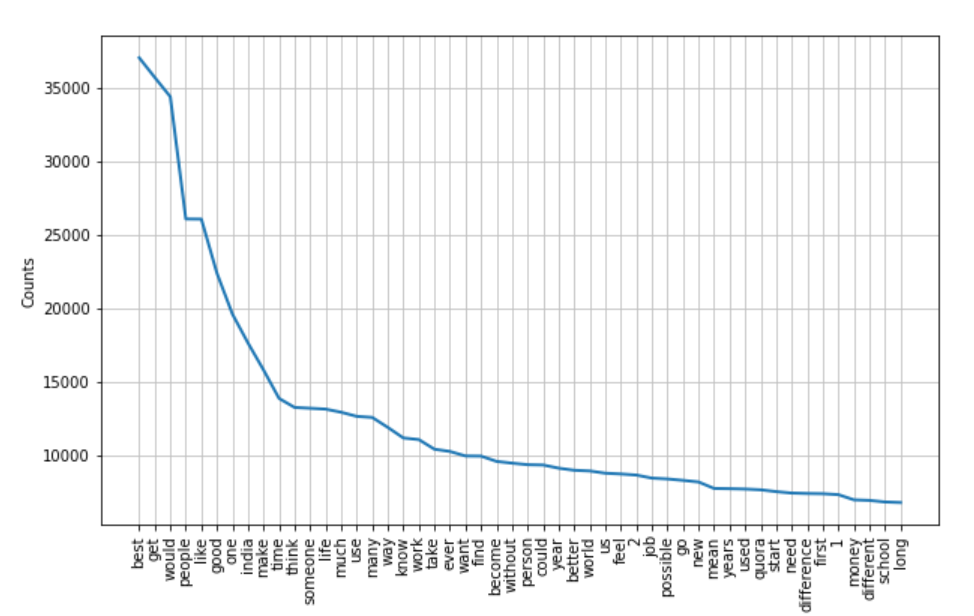 35000
30000
25000
20000
15000
10000
Counts
best
get
would
people
like
good
one
india
make
time
think
someone
life
much
use
many
way
know
work
take
ever
want
find
become
without
person
could
year
better
world
us
feel
2
job
possible
go
new
mean
years
used
quora
start
need
difference
first
1
money
different
school
long